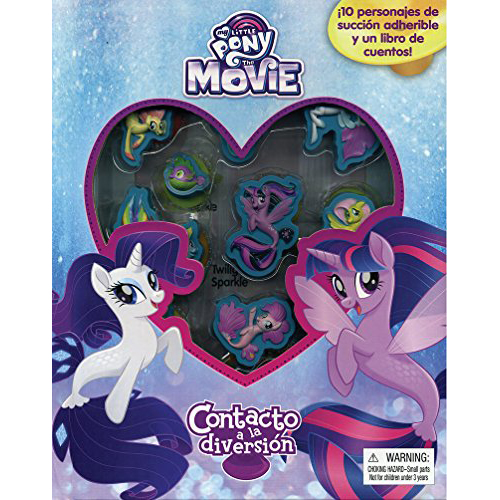 ¡10 personajes de
succión adherible
y un libro de
cuentos!
my LITTLE
PONY
THE
MOVIE
Sparkle
Contacto
a la
diversión
WARNING:
CHOKING HAZARD–Small parts
Not for children under 3 years